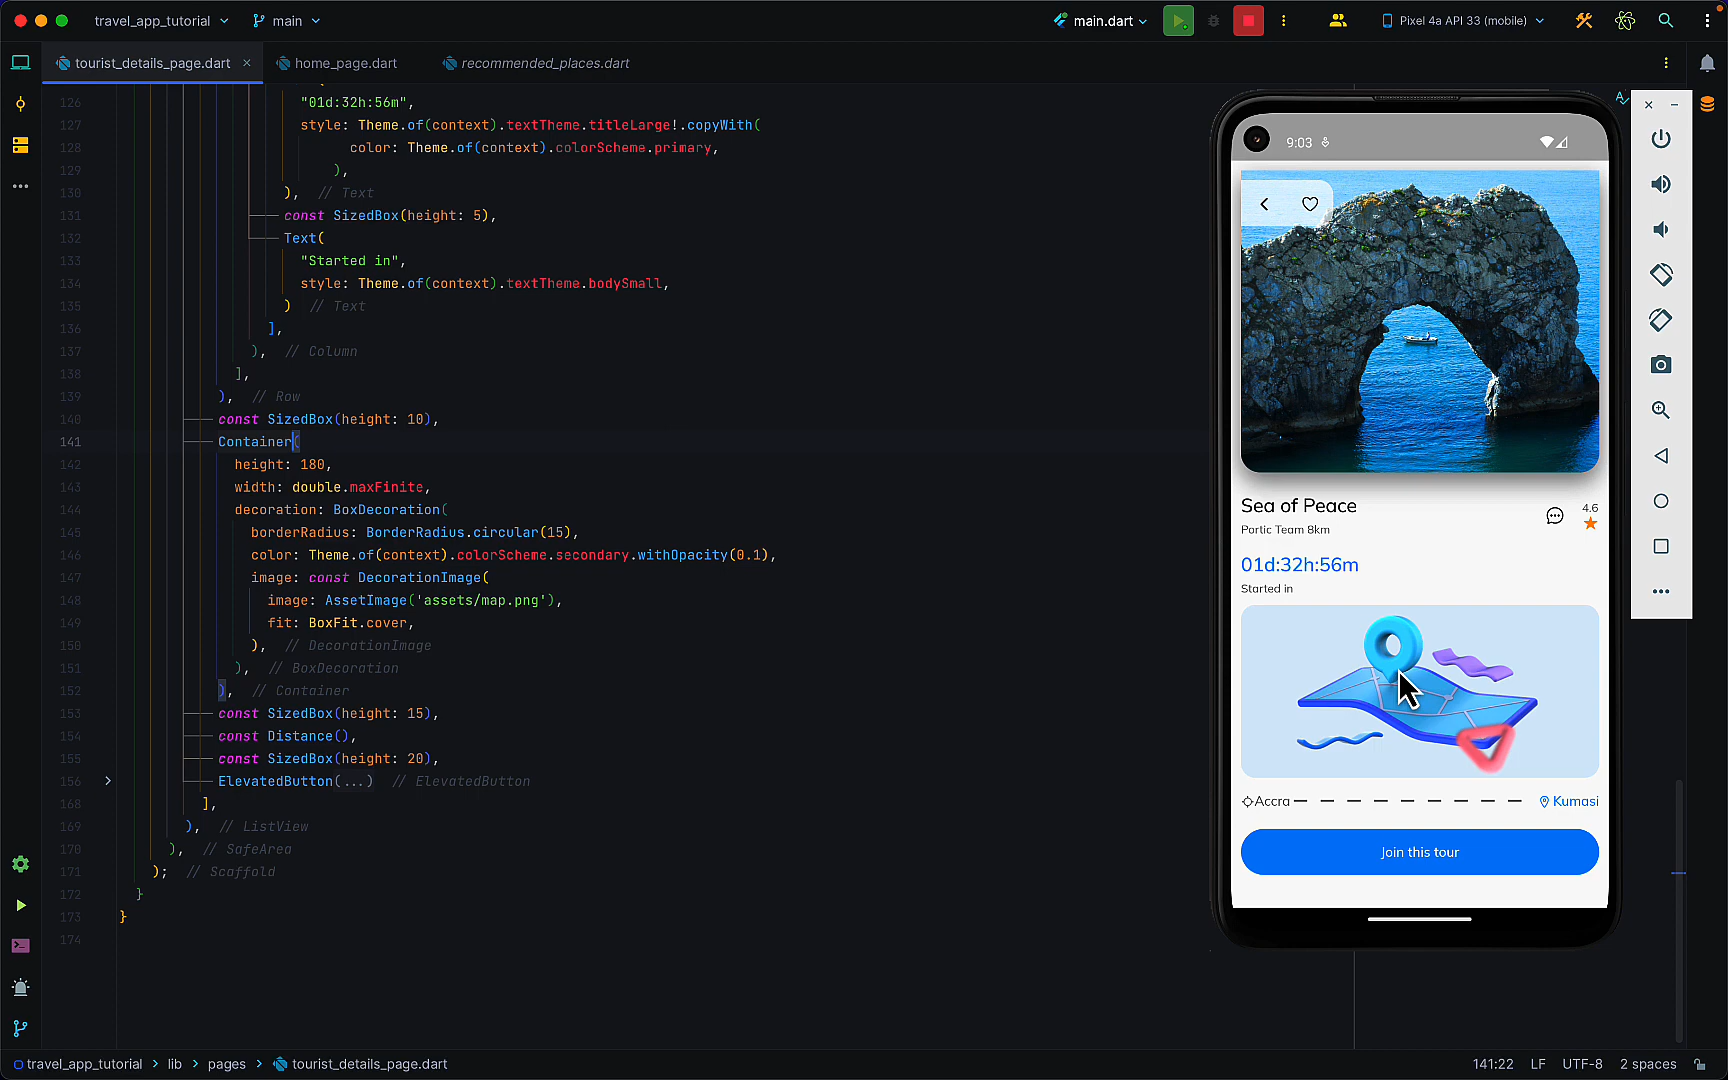 travel_app_tutorial
main
main.dart
Pixel 4a API 33 (mobile)
tourist_details_page.dart
home_page.dart
recommended_places.dart
126 "01d:32h:56m",
127 style: Theme.of(context).textTheme.titleLarge!.copyWith(
128 color: Theme.of(context).colorScheme.primary,
129 ),
130 ), // Text
131 const SizedBox(height: 5),
132 Text(
133 "Started in",
134 style: Theme.of(context).textTheme.bodySmall,
135 ) // Text
136 ],
137 ), // Column
138 ],
139 ), // Row
140 const SizedBox(height: 10),
141 Container(
142 height: 180,
143 width: double.maxFinite,
144 decoration: BoxDecoration(
145 borderRadius: BorderRadius.circular(15),
146 color: Theme.of(context).colorScheme.secondary.withOpacity(0.1),
147 image: const DecorationImage(
148 image: AssetImage('assets/map.png'),
149 fit: BoxFit.cover,
150 ), // DecorationImage
151 ), // BoxDecoration
152 ), // Container
153 const SizedBox(height: 15),
154 const Distance(),
155 const SizedBox(height: 20),
156 ElevatedButton(...) // ElevatedButton
168 ],
169 ), // ListView
170 ), // SafeArea
171 ); // Scaffold
172 }
173 }
174
9:03
Sea of Peace
Portic Team 8km
4.6
01d:32h:56m
Started in
Accra
Kumasi
Join this tour
travel_app_tutorial > lib > pages > tourist_details_page.dart
141:22 LF UTF-8 2 spaces